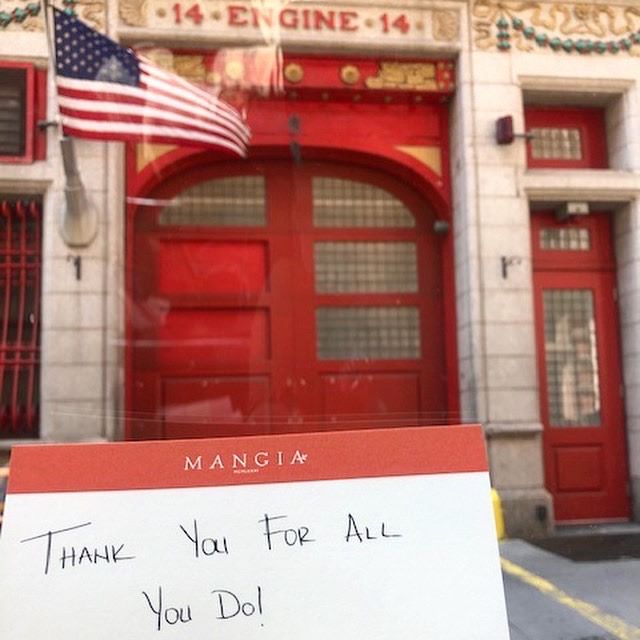 14 ENGINE 14
MANGIA
THANK YOU FOR ALL
YOU DO!